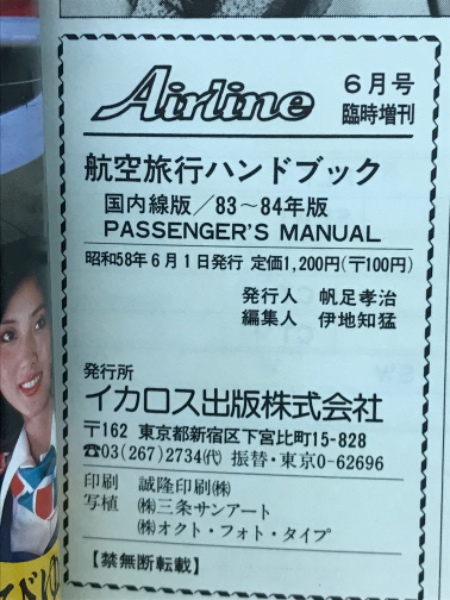 Airline
6月号
臨時増刊
航空旅行ハンドブック
国内線版/83〜84年版
PASSENGER'S MANUAL
昭和58年6月1日発行 定価1,200円(〒100円)
発行人 帆足孝治
編集人 伊地知猛
発行所
イカロス出版株式会社
〒162 東京都新宿区下宮比町15-828
☎03(267)2734(代) 振替・東京0-62696
印刷 誠隆印刷㈱
写植 ㈱三条サンアート
㈱オクト・フォト・タイプ
【禁無断転載】